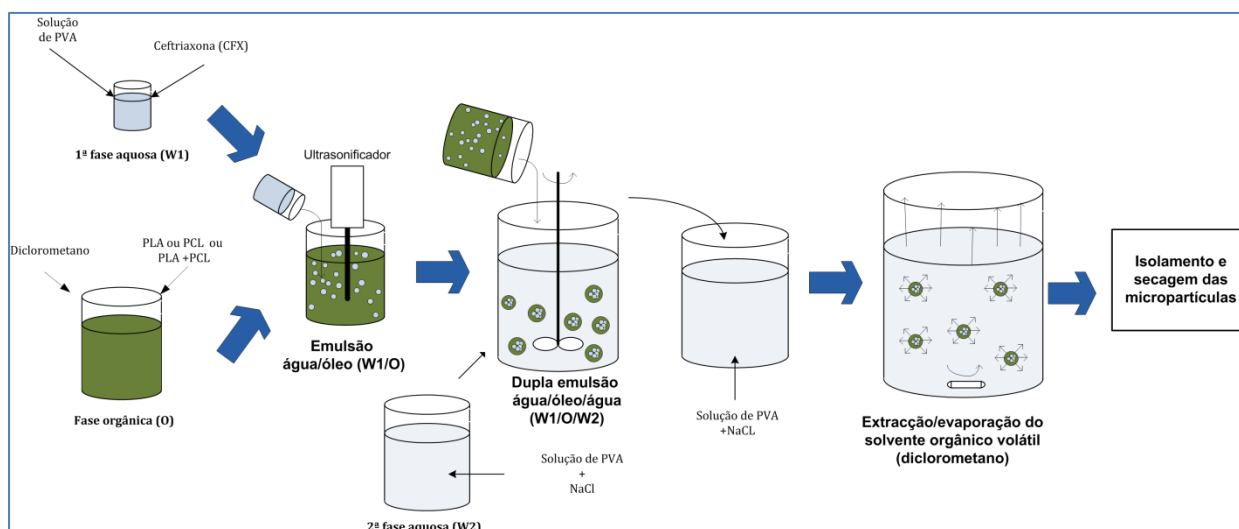 Solução
de PVA
Ceftriaxona (CFX)
1ª fase aquosa (W1)
Diclorometano
PLA ou PCL ou
PLA +PCL
Fase orgânica (O)
Ultrasonificador
Emulsão
água/óleo (W1/O)
Dupla emulsão
água/óleo/água
(W1/O/W2)
Solução de PVA
+
NaCl
2ª fase aquosa (W2)
Solução de PVA
+NaCL
Extracção/evaporação do
solvente orgânico volátil
(diclorometano)
Isolamento e
secagem das
micropartículas